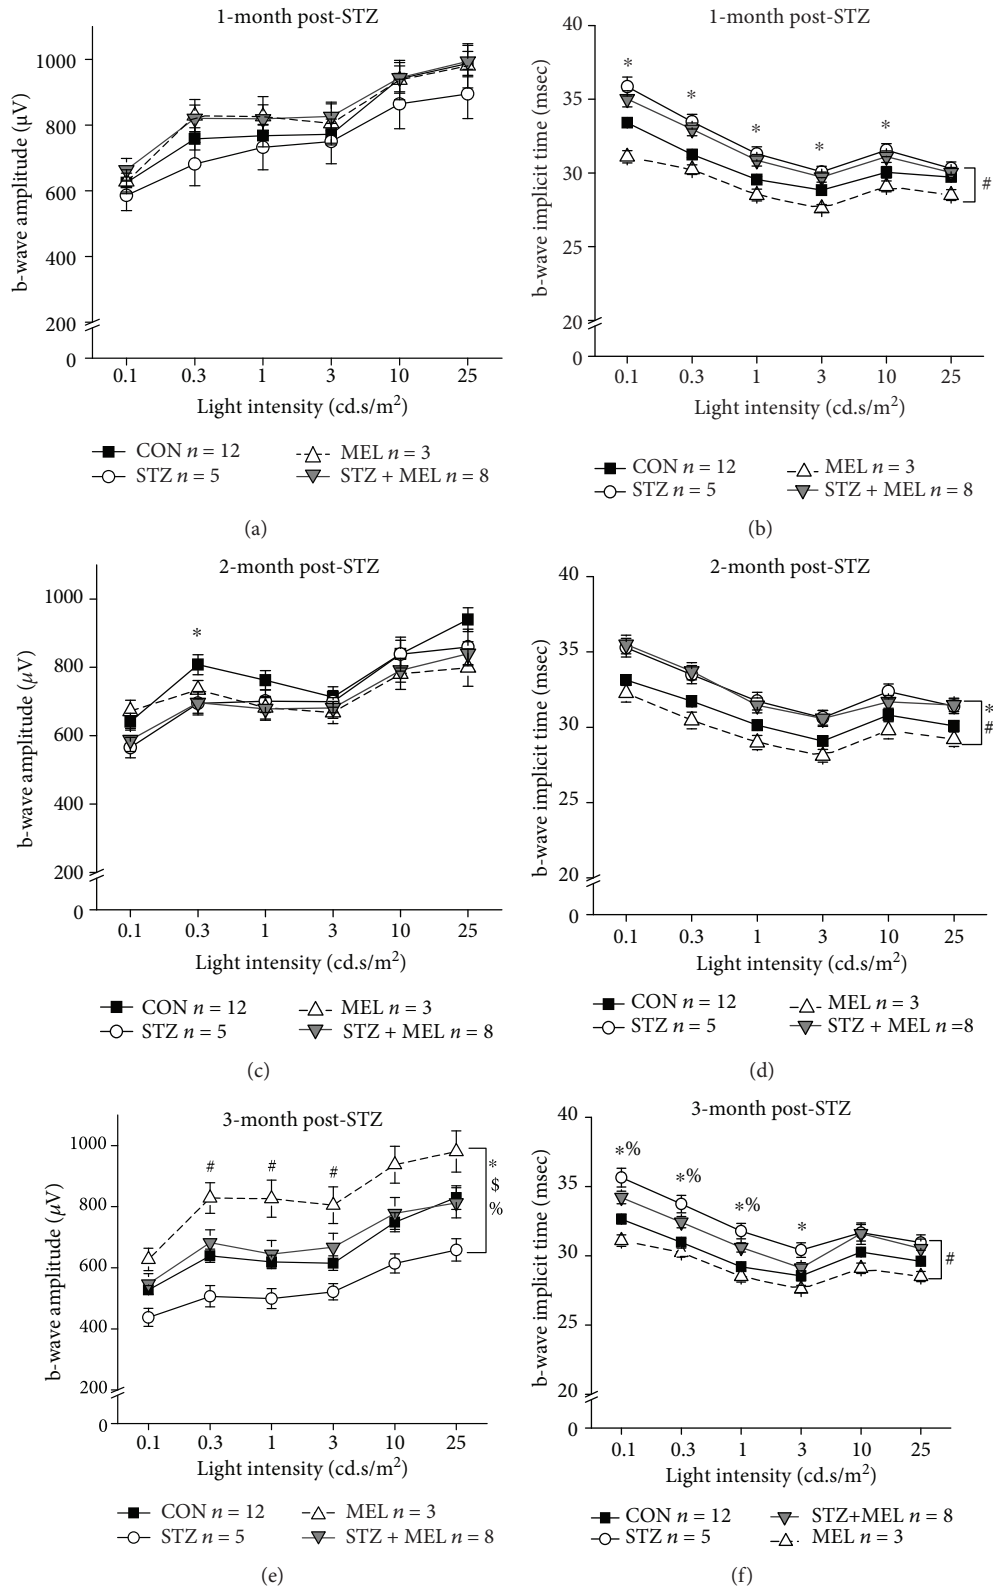 1-month post-STZ
b-wave amplitude (μV)
1000
800
600
400
200
0
*
0.1 0.3 1 3 10 25
Light intensity (cd.s/m²)
CON n = 12 MEL n = 3
STZ n = 5 STZ + MEL n = 8
(a)
1-month post-STZ
b-wave implicit time (msec)
40
35
30
25
20
0
* * * * *
#
0.1 0.3 1 3 10 25
Light intensity (cd.s/m²)
CON n = 12 MEL n = 3
STZ n = 5 STZ + MEL n = 8
(b)
2-month post-STZ
b-wave amplitude (μV)
1000
800
600
400
200
0
*
0.1 0.3 1 3 10 25
Light intensity (cd.s/m²)
CON n = 12 MEL n = 3
STZ n = 5 STZ + MEL n = 8
(c)
2-month post-STZ
b-wave implicit time (msec)
40
35
30
25
20
0
*
#
0.1 0.3 1 3 10 25
Light intensity (cd.s/m²)
CON n = 12 MEL n = 3
STZ n = 5 STZ + MEL n =8
(d)
3-month post-STZ
b-wave amplitude (μV)
1000
800
600
400
200
0
# # #
*
$
%
0.1 0.3 1 3 10 25
Light intensity (cd.s/m²)
CON n = 12 MEL n = 3
STZ n = 5 STZ + MEL n = 8
(e)
3-month post-STZ
b-wave implicit time (msec)
40
35
30
25
20
0
*% *% *% *
#
0.1 0.3 1 3 10 25
Light intensity (cd.s/m²)
CON n = 12 STZ+MEL n = 8
STZ n = 5 MEL n = 3
(f)